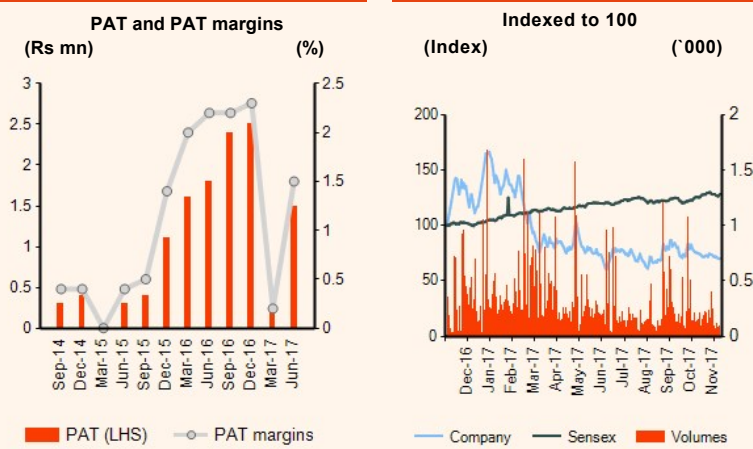 PAT and PAT margins
(Rs mn) (%)
3
2.5
2
1.5
1
0.5
0
2.5
2
1.5
1
0.5
0
Sep-14
Dec-14
Mar-15
Jun-15
Sep-15
Dec-15
Mar-16
Jun-16
Sep-16
Dec-16
Mar-17
Jun-17
PAT (LHS) PAT margins
Indexed to 100
(Index) (`000)
200
150
100
50
0
2
1.5
1
0.5
0
Dec-16
Jan-17
Feb-17
Mar-17
Apr-17
May-17
Jun-17
Jul-17
Aug-17
Sep-17
Oct-17
Nov-17
Company Sensex Volumes